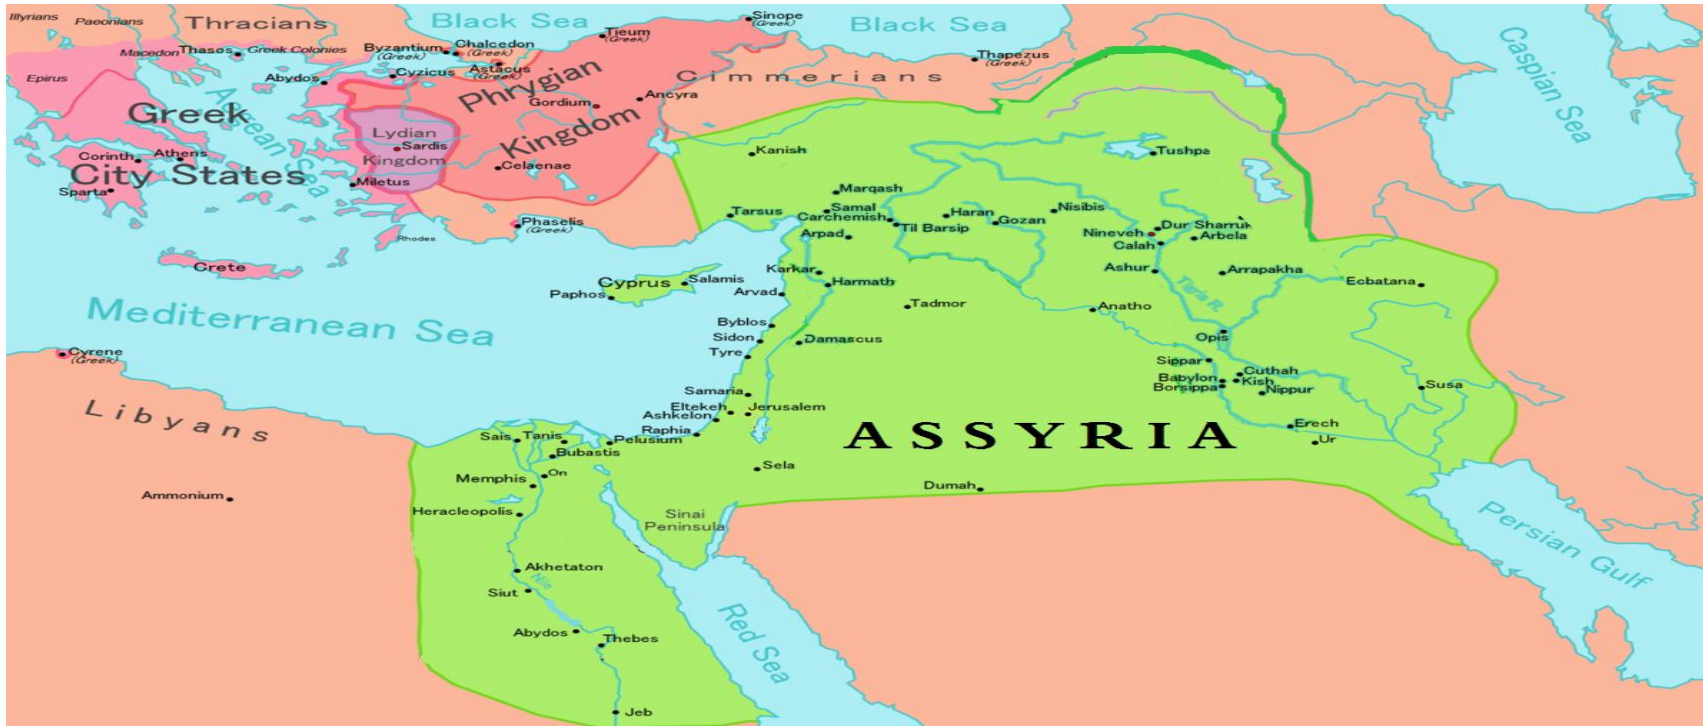 Illyrians
Paeonians
Thracians
Black Sea
Black Sea
Sinope
(Greek)
Tieum
(Greek)
Macedon
Thasos
Greek Colonies
Byzantium
(Greek)
Chalcedon
(Greek)
Astacus
(Greek)
Thapezus
(Greek)
Caspian Sea
Epirus
Abydos
Cyzicus
Phrygian
Kingdom
Gordium
Ancyra
Cimmerians
Greek
City States
Aegean Sea
Lydian
Kingdom
Sardis
Celaenae
Kanish
Tushpa
Corinth
Athens
Sparta
Miletus
Marqash
Samal
Carchemish
Haran
Gozan
Nisibis
Tarsus
Phaselis
(Greek)
Rhodes
Arpad
Til Barsip
Nineveh
Dur Sharruk
Calah
Arbela
Crete
Cyprus
Salamis
Paphos
Karkar
Harmath
Arvad
Ashur
Arrapakha
Ecbatana
Tigris R.
Tadmor
Anatho
Mediterranean Sea
Byblos
Sidon
Damascus
Tyre
Opis
Cyrene
(Greek)
Sippar
Cuthah
Babylon
Kish
Borsippa
Nippur
Susa
Samaria
Eltekeh
Jerusalem
Ashkelon
Raphia
Libyans
ASSYRIA
Erech
Ur
Sais
Tanis
Pelusium
Bubastis
On
Memphis
Sela
Dumah
Ammonium
Heracleopolis
Sinai
Peninsula
Persian Gulf
Akhetaton
Nile
Siut
Abydos
Thebes
Red Sea
Jeb